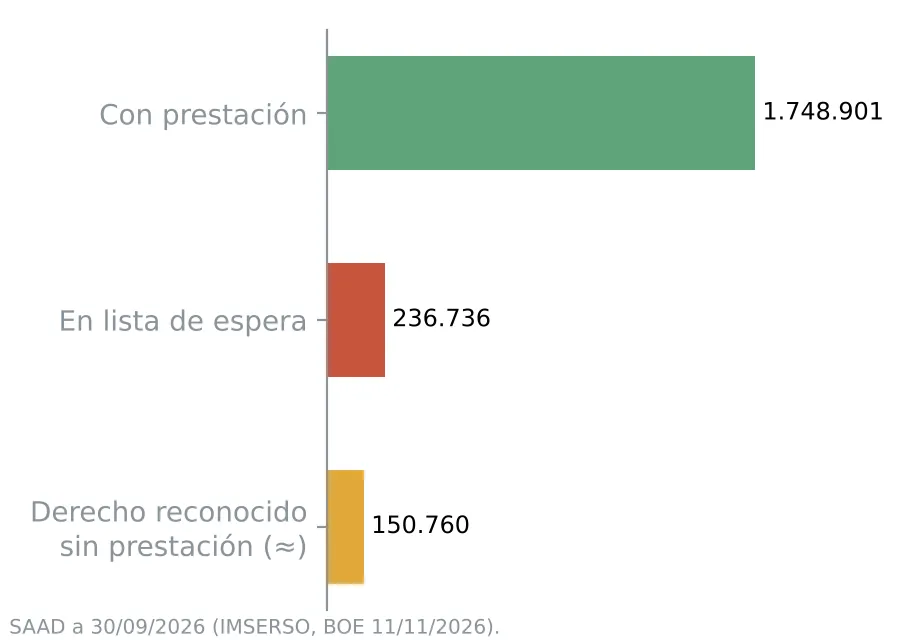 Con prestación
1.748.901
En lista de espera
236.736
Derecho reconocido
sin prestación (≈)
150.760
SAAD a 30/09/2026 (IMSERSO, BOE 11/11/2026).